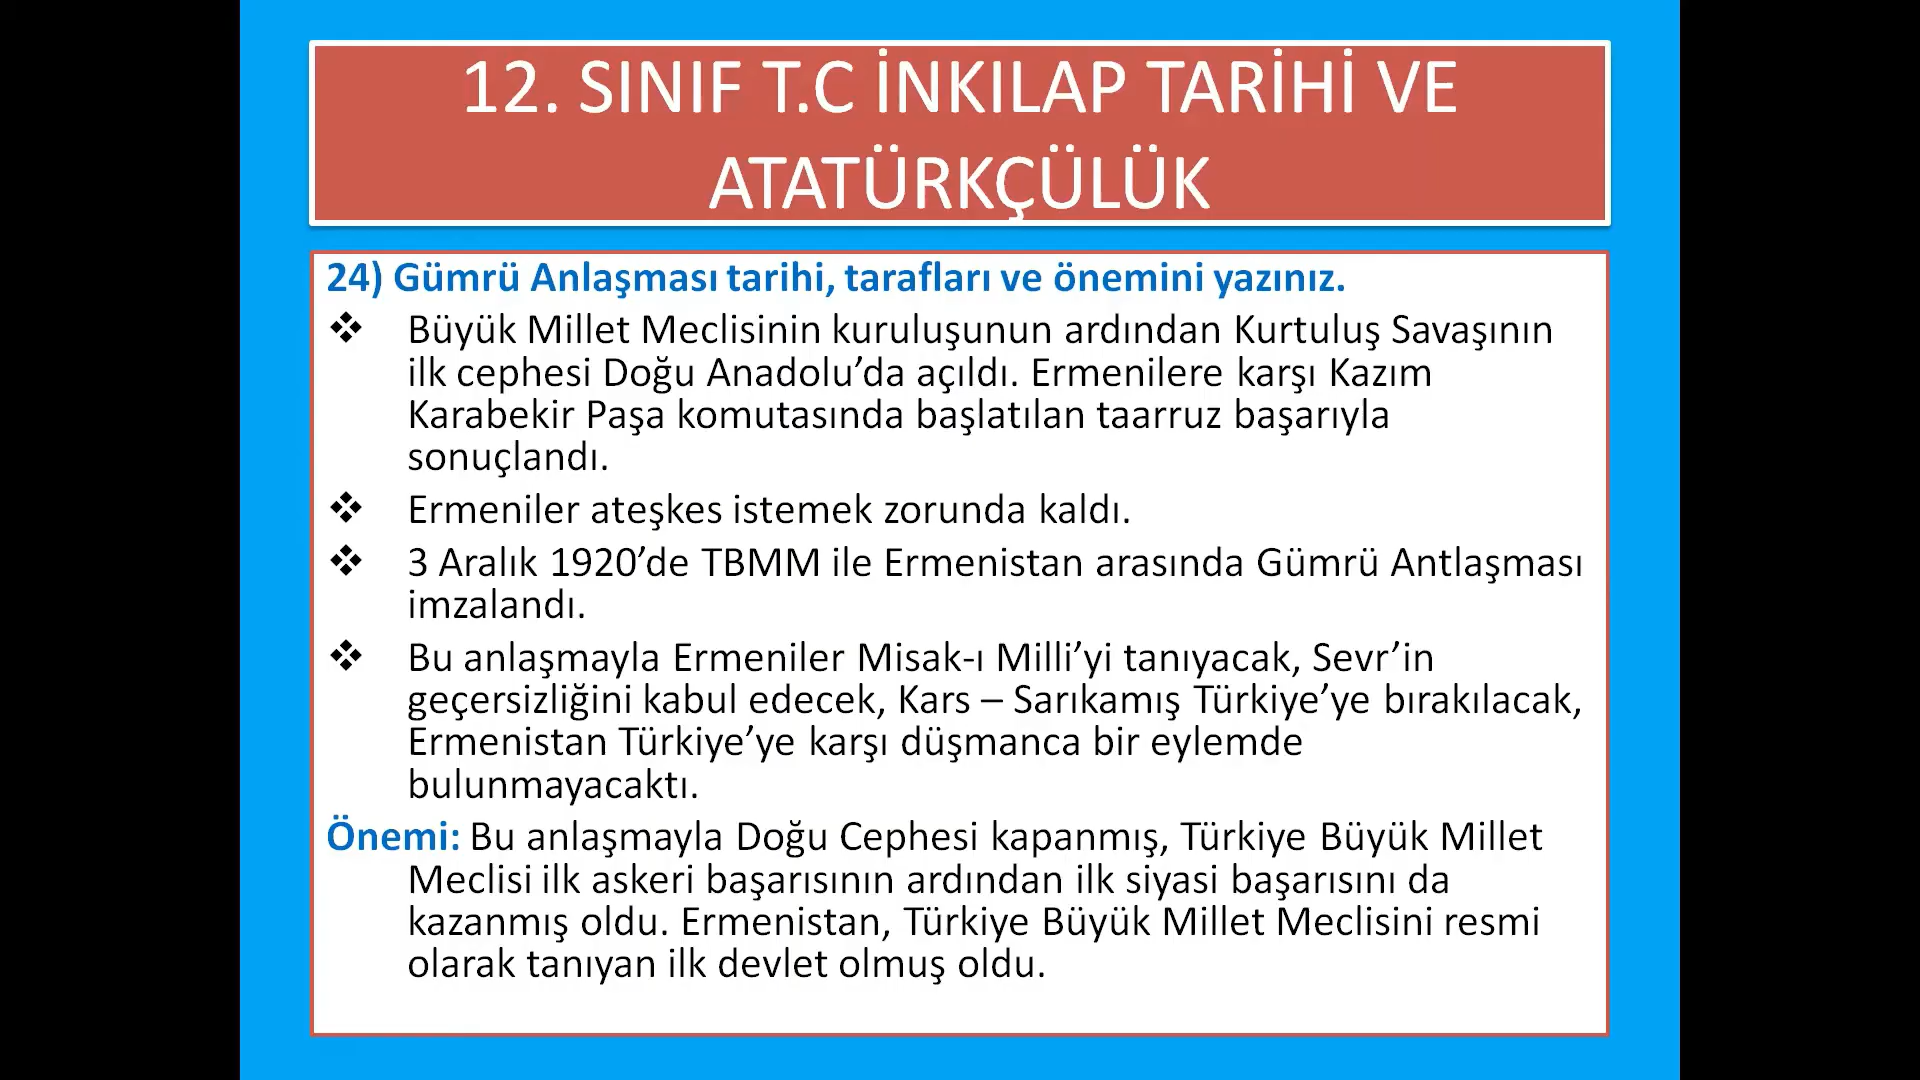 12. SINIF T.C İNKILAP TARİHİ VE
ATATÜRKÇÜLÜK
24) Gümrü Anlaşması tarihi, tarafları ve önemini yazınız.
❖ Büyük Millet Meclisinin kuruluşunun ardından Kurtuluş Savaşının
ilk cephesi Doğu Anadolu’da açıldı. Ermenilere karşı Kazım
Karabekir Paşa komutasında başlatılan taarruz başarıyla
sonuçlandı.
❖ Ermeniler ateşkes istemek zorunda kaldı.
❖ 3 Aralık 1920’de TBMM ile Ermenistan arasında Gümrü Antlaşması
imzalandı.
❖ Bu anlaşmayla Ermeniler Misak-ı Milli’yi tanıyacak, Sevr’in
geçersizliğini kabul edecek, Kars – Sarıkamış Türkiye’ye bırakılacak,
Ermenistan Türkiye’ye karşı düşmanca bir eylemde
bulunmayacaktı.
Önemi: Bu anlaşmayla Doğu Cephesi kapanmış, Türkiye Büyük Millet
Meclisi ilk askeri başarısının ardından ilk siyasi başarısını da
kazanmış oldu. Ermenistan, Türkiye Büyük Millet Meclisini resmi
olarak tanıyan ilk devlet olmuş oldu.